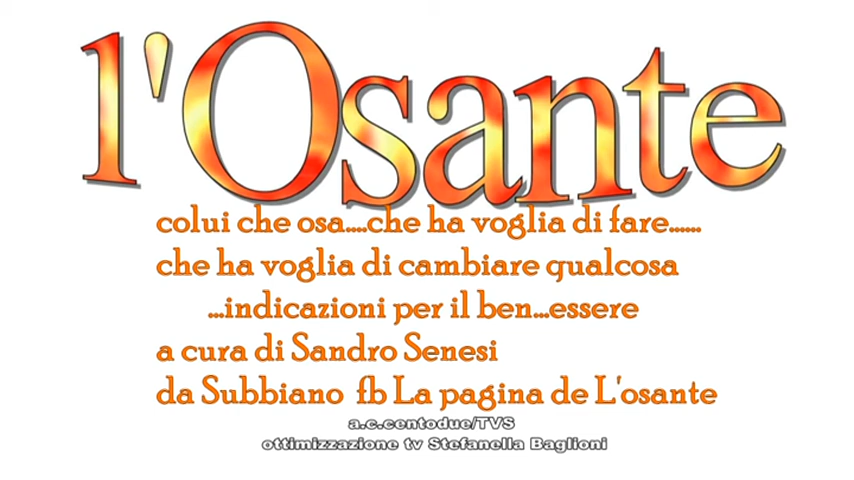 l'Osante
colui che osa....che ha voglia di fare......
che ha voglia di cambiare qualcosa
...indicazioni per il ben...essere
a cura di Sandro Senesi
da Subbiano fb La pagina de L'osante
a.c.centodue/TVS
ottimizzazione tv Stefanella Baglioni